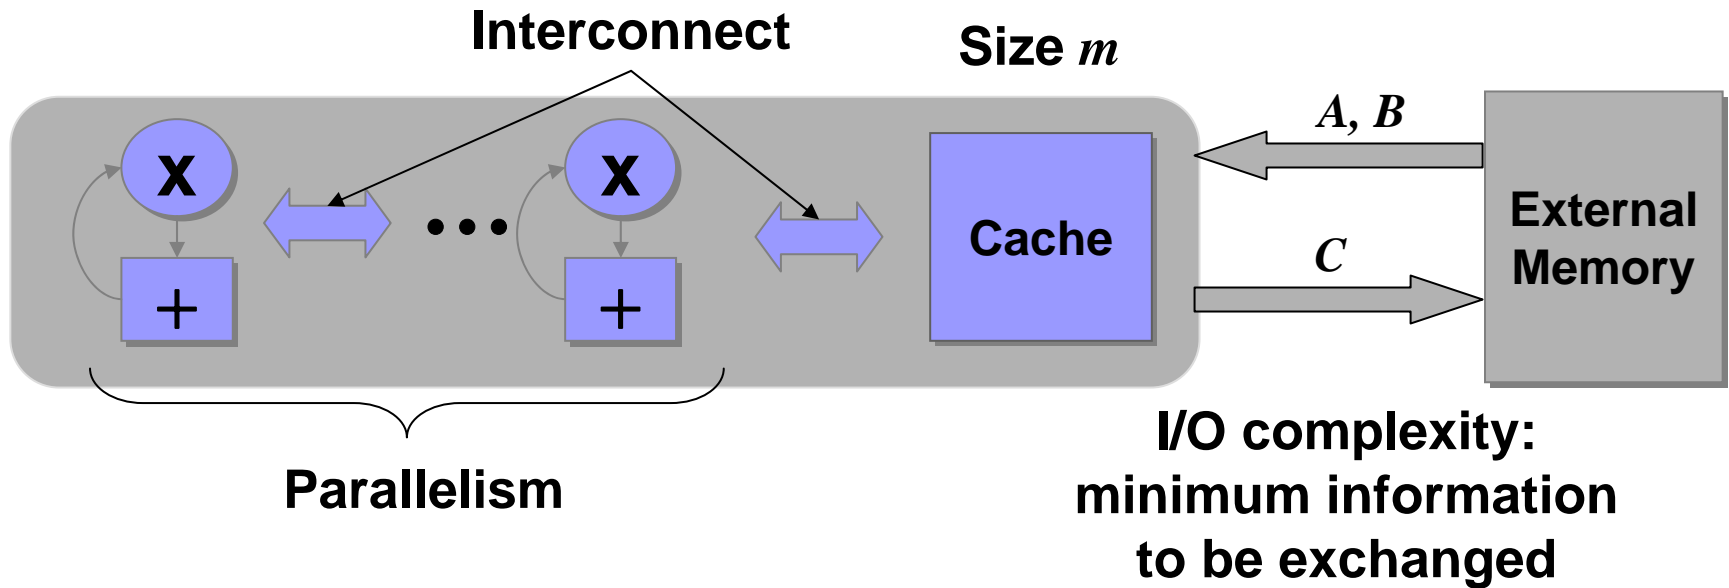 Interconnect
Size m
A, B
x
x
• • •
+
+
Cache
External
Memory
C
Parallelism
I/O complexity:
minimum information
to be exchanged